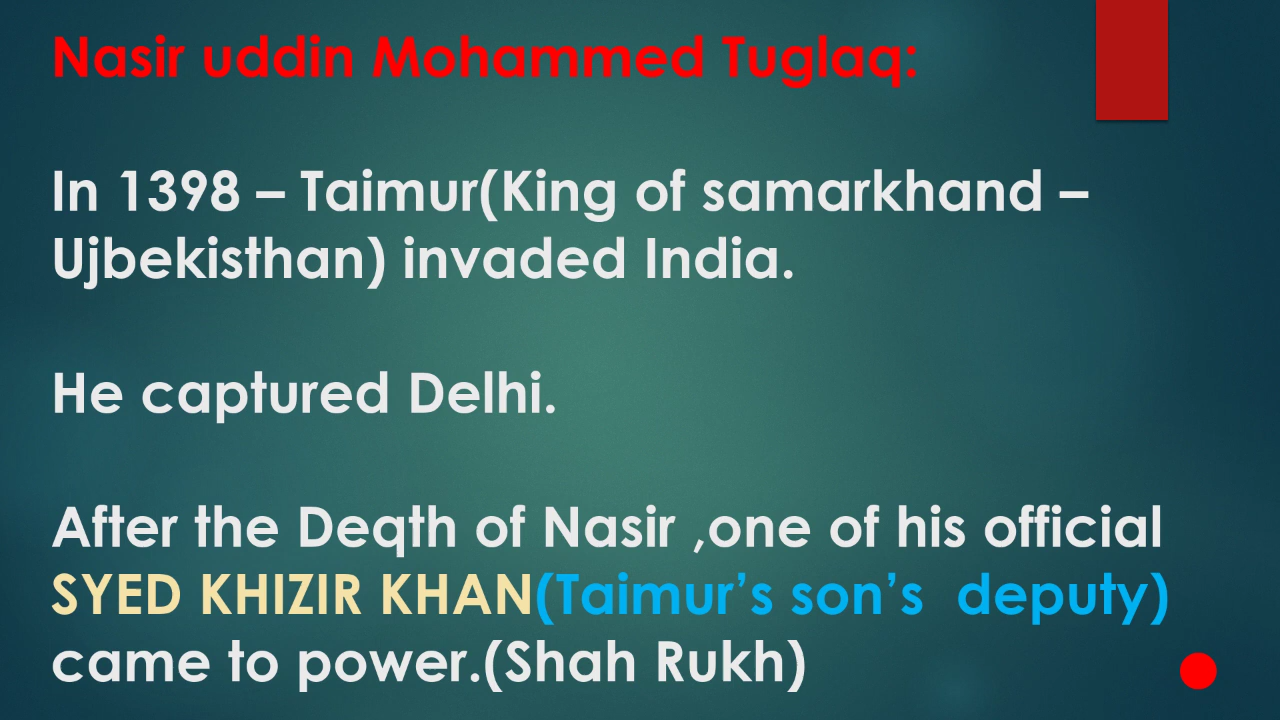 Nasir uddin Mohammed Tuglaq:
In 1398 – Taimur(King of samarkhand –
Ujbekisthan) invaded India.
He captured Delhi.
After the Deqth of Nasir ,one of his official
SYED KHIZIR KHAN(Taimur’s son’s  deputy)
came to power.(Shah Rukh)